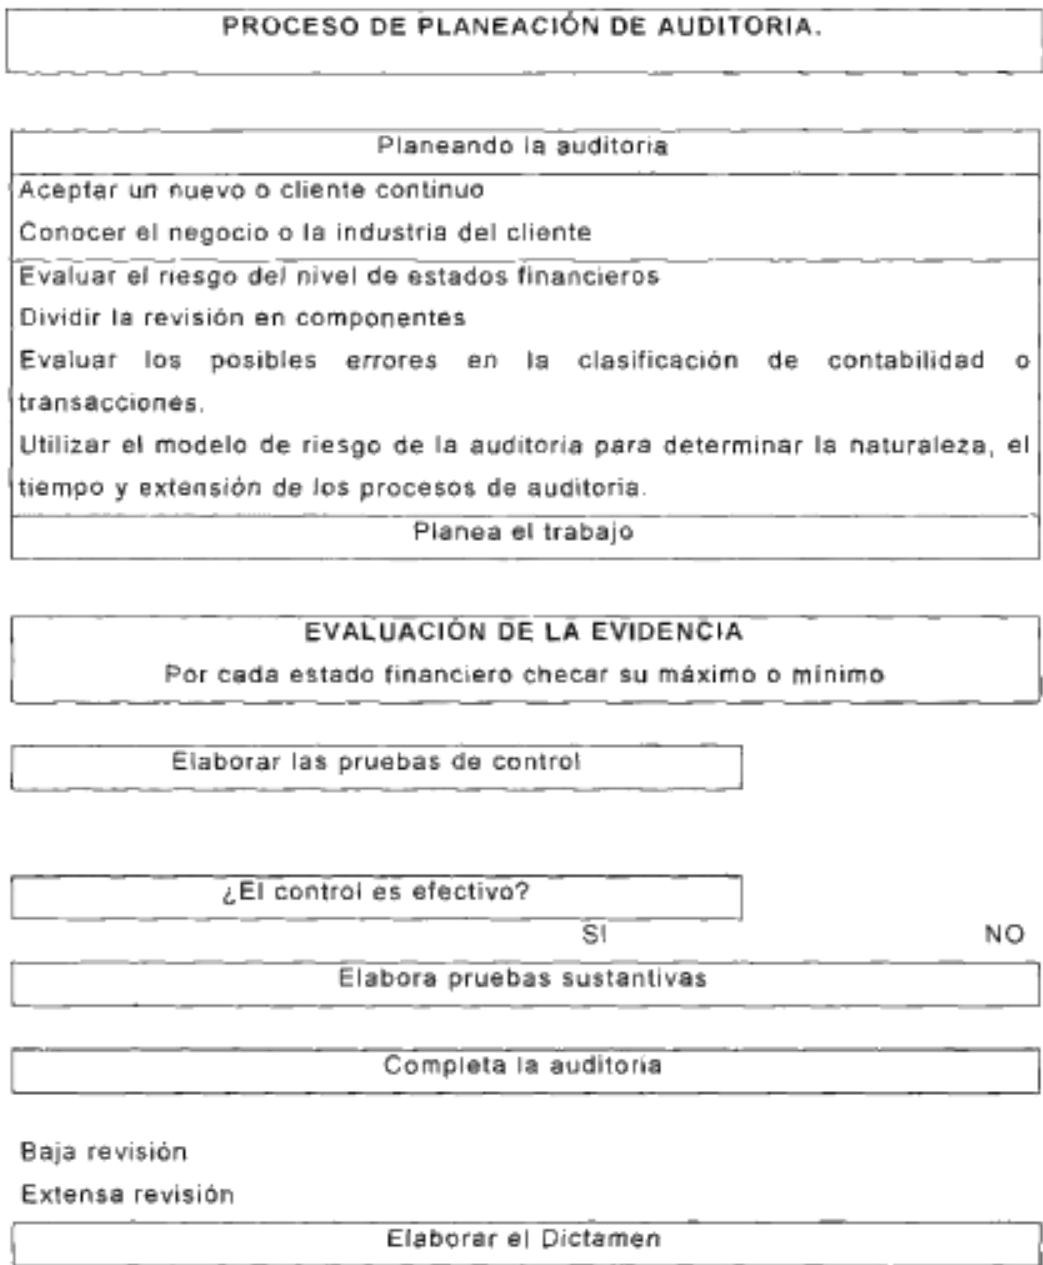 PROCESO DE PLANEACIÓN DE AUDITORIA.
Planeando la auditoria
Aceptar un nuevo o cliente continuo
Conocer el negocio o la industria del cliente
Evaluar el riesgo del nivel de estados financieros
Dividir la revisión en componentes
Evaluar los posibles errores en la clasificación de contabilidad o
transacciones.
Utilizar el modelo de riesgo de la auditoria para determinar la naturaleza, el
tiempo y extensión de los procesos de auditoria.
Planea el trabajo
EVALUACIÓN DE LA EVIDENCIA
Por cada estado financiero checar su máximo o mínimo
Elaborar las pruebas de control
¿El control es efectivo?
SI NO
Elabora pruebas sustantivas
Completa la auditoria
Baja revisión
Extensa revisión
Elaborar el Dictamen